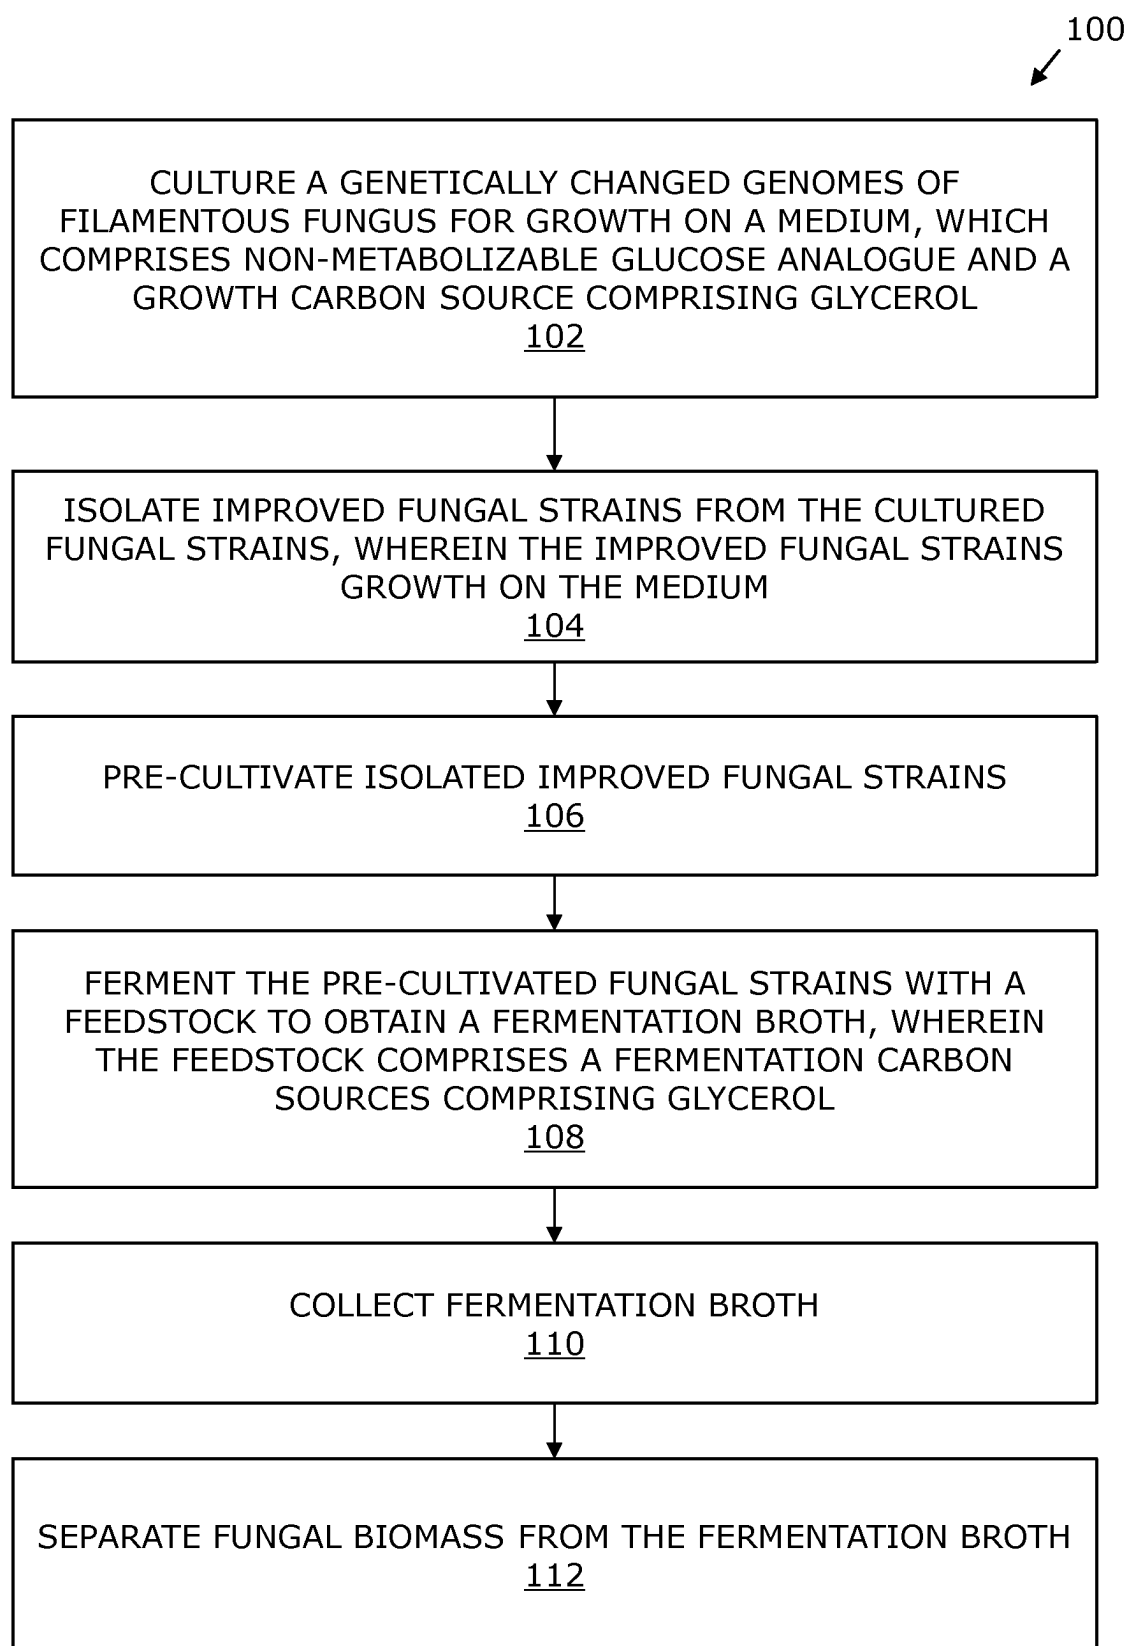 100
CULTURE A GENETICALLY CHANGED GENOMES OF
FILAMENTOUS FUNGUS FOR GROWTH ON A MEDIUM, WHICH
COMPRISES NON-METABOLIZABLE GLUCOSE ANALOGUE AND A
GROWTH CARBON SOURCE COMPRISING GLYCEROL
102
ISOLATE IMPROVED FUNGAL STRAINS FROM THE CULTURED
FUNGAL STRAINS, WHEREIN THE IMPROVED FUNGAL STRAINS
GROWTH ON THE MEDIUM
104
PRE-CULTIVATE ISOLATED IMPROVED FUNGAL STRAINS
106
FERMENT THE PRE-CULTIVATED FUNGAL STRAINS WITH A
FEEDSTOCK TO OBTAIN A FERMENTATION BROTH, WHEREIN
THE FEEDSTOCK COMPRISES A FERMENTATION CARBON
SOURCES COMPRISING GLYCEROL
108
COLLECT FERMENTATION BROTH
110
SEPARATE FUNGAL BIOMASS FROM THE FERMENTATION BROTH
112